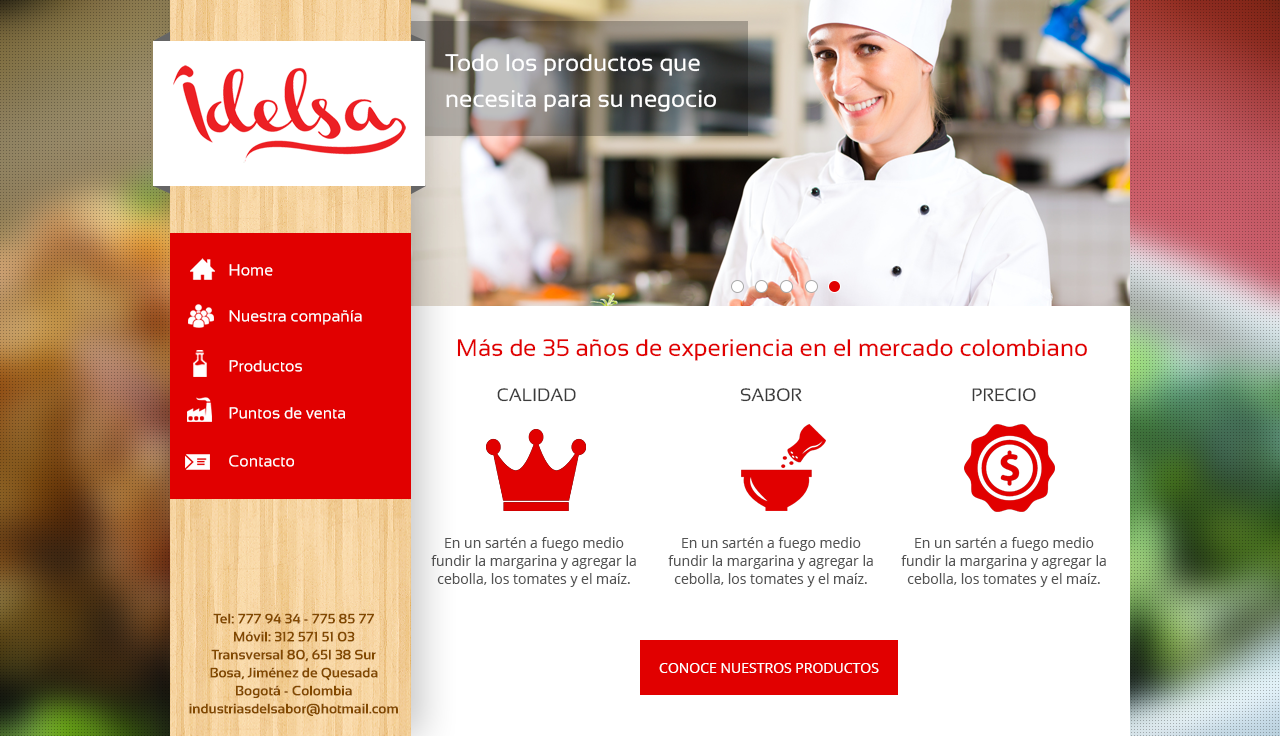 Idelsa
Todo los productos que
necesita para su negocio
Home
Nuestra compañía
Productos
Puntos de venta
Contacto
Más de 35 años de experiencia en el mercado colombiano
CALIDAD
SABOR
PRECIO
$
En un sartén a fuego medio
fundir la margarina y agregar la
cebolla, los tomates y el maíz.
En un sartén a fuego medio
fundir la margarina y agregar la
cebolla, los tomates y el maíz.
En un sartén a fuego medio
fundir la margarina y agregar la
cebolla, los tomates y el maíz.
CONOCE NUESTROS PRODUCTOS
Tel: 777 94 34 - 775 85 77
Móvil: 312 571 51 03
Transversal 80, 651 38 Sur
Bosa, Jiménez de Quesada
Bogotá - Colombia
industriasdelsabor@hotmail.com